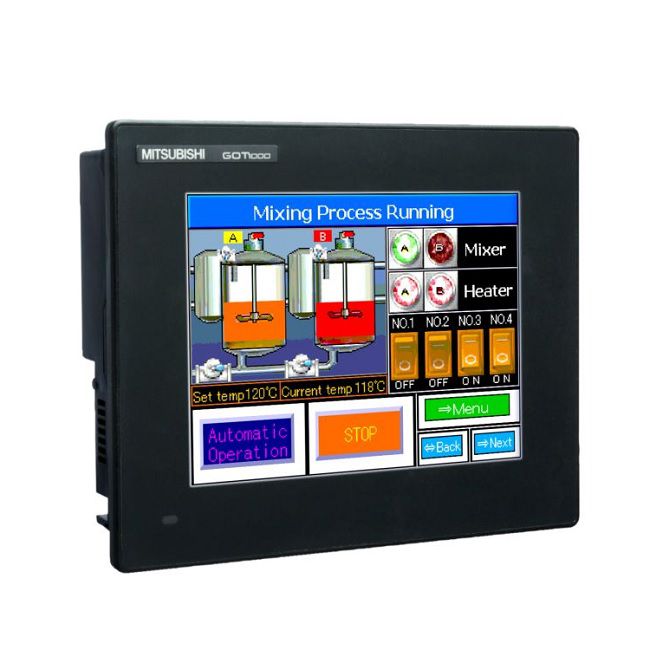 MITSUBISHI GOT1000
Mixing Process Running
A B
A B Mixer
A B Heater
NO.1 NO.2 NO.3 NO.4
OFF OFF ON ON
Set temp120°C Current temp 118°C
Automatic
Operation
STOP
⇒Menu
⇔Back ⇒Next